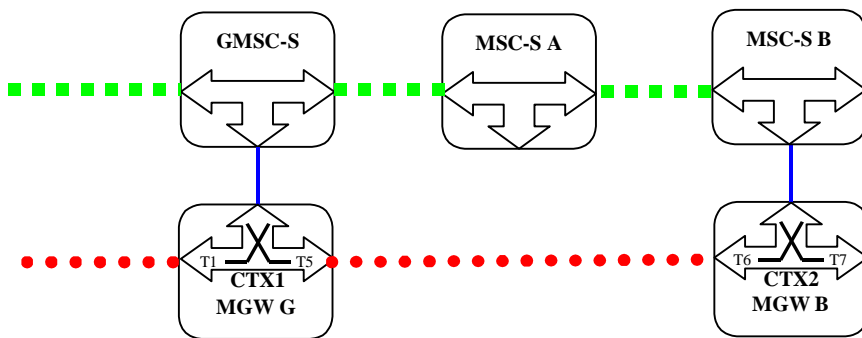 GMSC-S
MSC-S A
MSC-S B
T1
T5
CTX1
MGW G
T6
T7
CTX2
MGW B